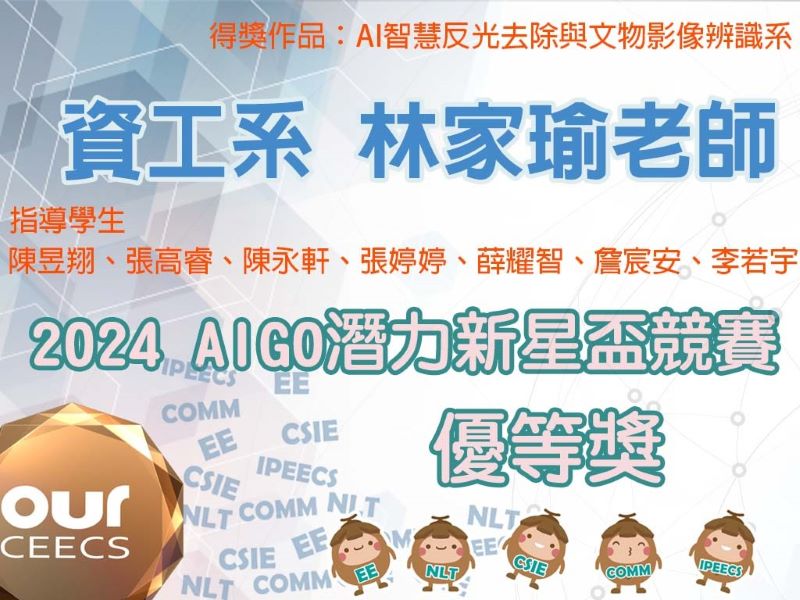 得獎作品：AI智慧反光去除與文物影像辨識系
資工系 林家瑜老師
指導學生
陳昱翔、張高睿、陳永軒、張婷婷、薛耀智、詹宸安、李若宇
2024 AIGO潛力新星盃競賽
優等獎
IPEECS
EE
COMM
EE
CSIE
CSIE
IPEECS
NLT
COMM
NLT
CSIE
EE
COMM
NLT
NLT
COMM
our
CEECS
EE
NLT
CSIE
COMM
IPEECS